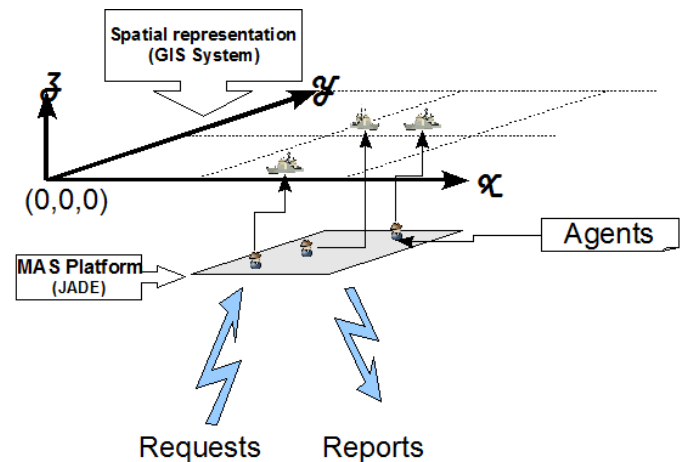 Spatial representation
(GIS System)
Z
Y
X
(0,0,0)
Agents
MAS Platform
(JADE)
Requests
Reports